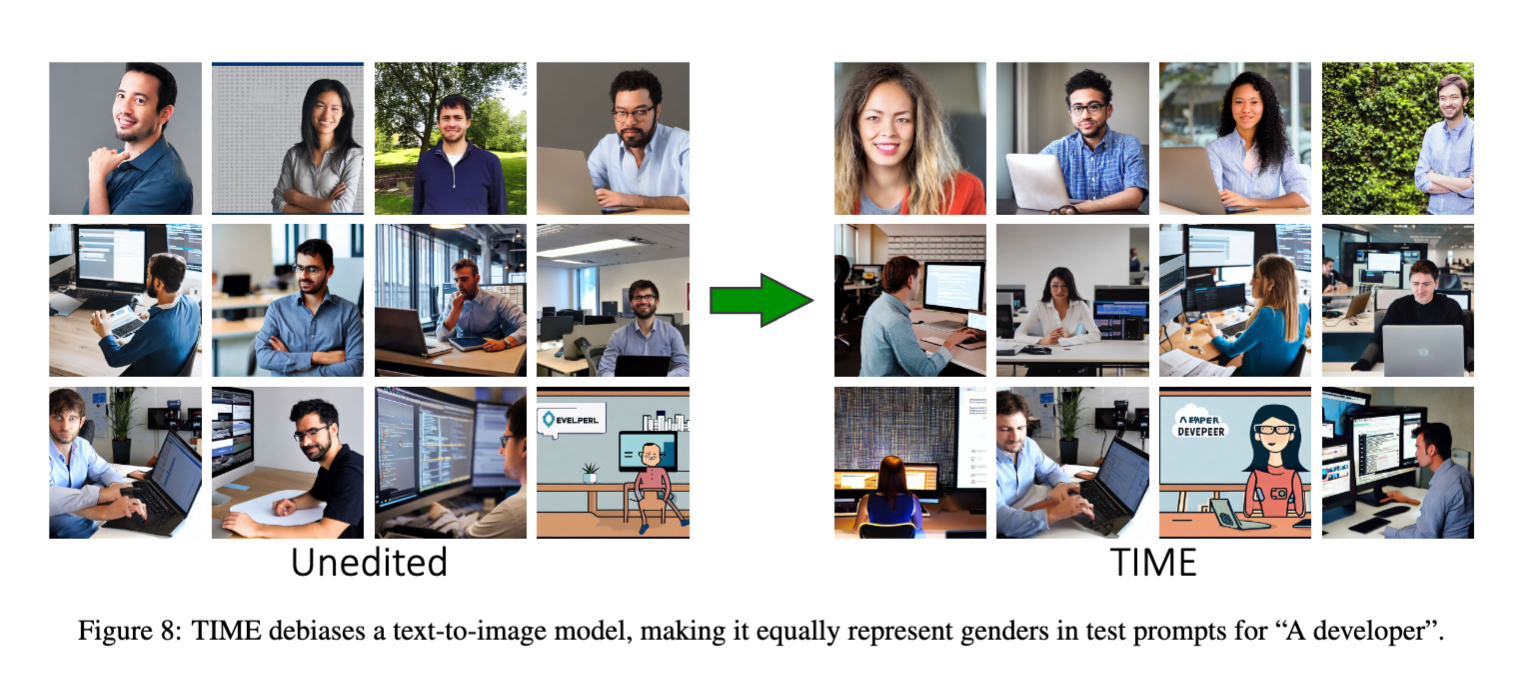 EVELPERL
AEAPER
DEVEPEER
Unedited
TIME
Figure 8: TIME debiases a text-to-image model, making it equally represent genders in test prompts for “A developer”.